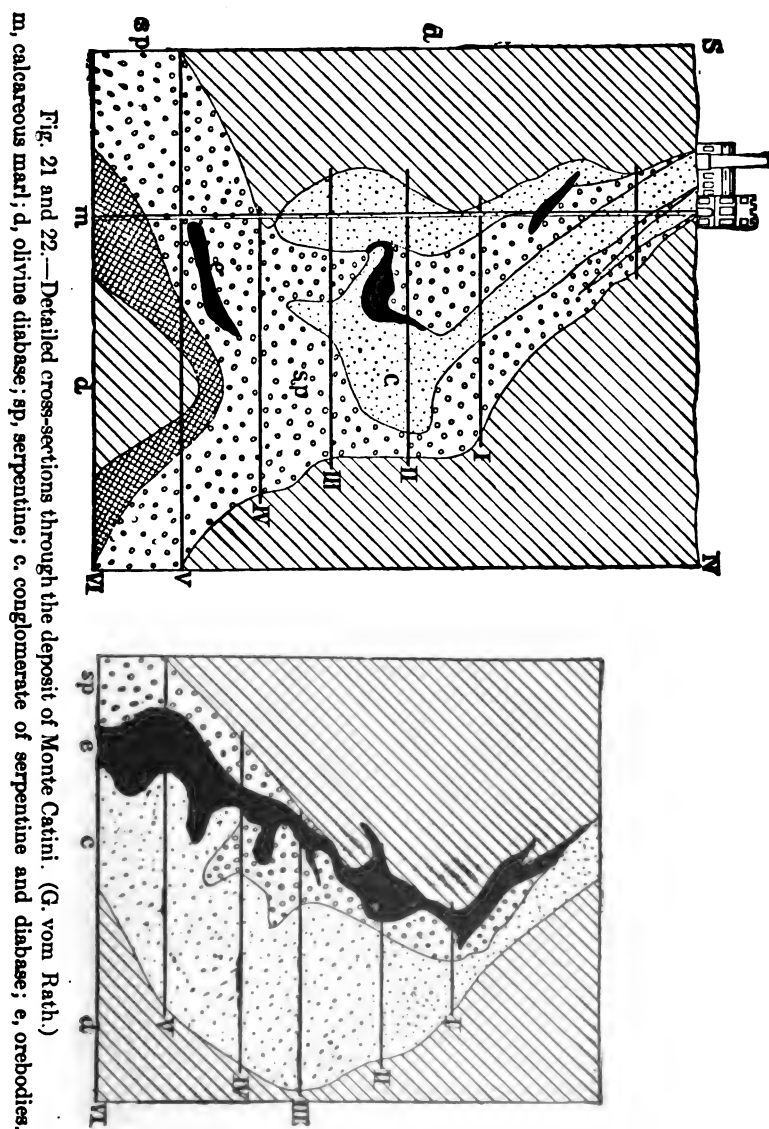 S
N
d
sp
I
II
c
III
sp
IV
e
V
VI
m
d
I
II
III
IV
V
VI
sp
e
c
d
Fig. 21 and 22.—Detailed cross-sections through the deposit of Monte Catini. (G. vom Rath.)
m, calcareous marl; d, olivine diabase; sp, serpentine; c. conglomerate of serpentine and diabase; e, orebodies.